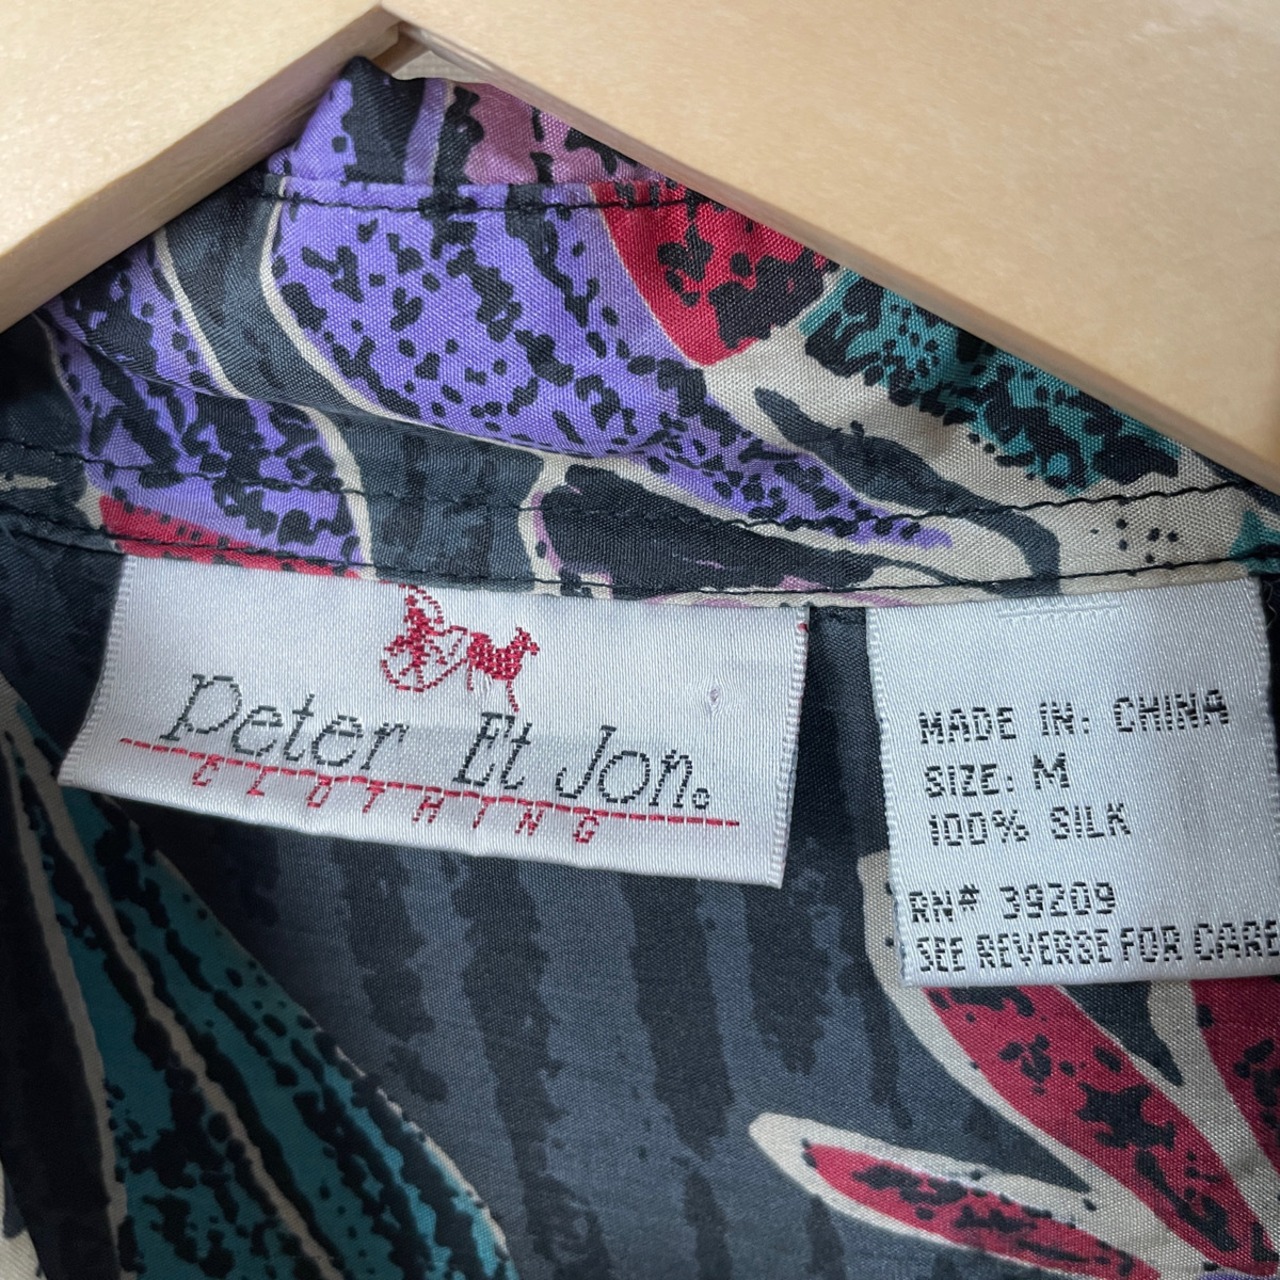 Peter Et Jon©
CLOTHING
MADE IN: CHINA
SIZE: M
100% SILK
RN# 39209
SEE REVERSE FOR CARE